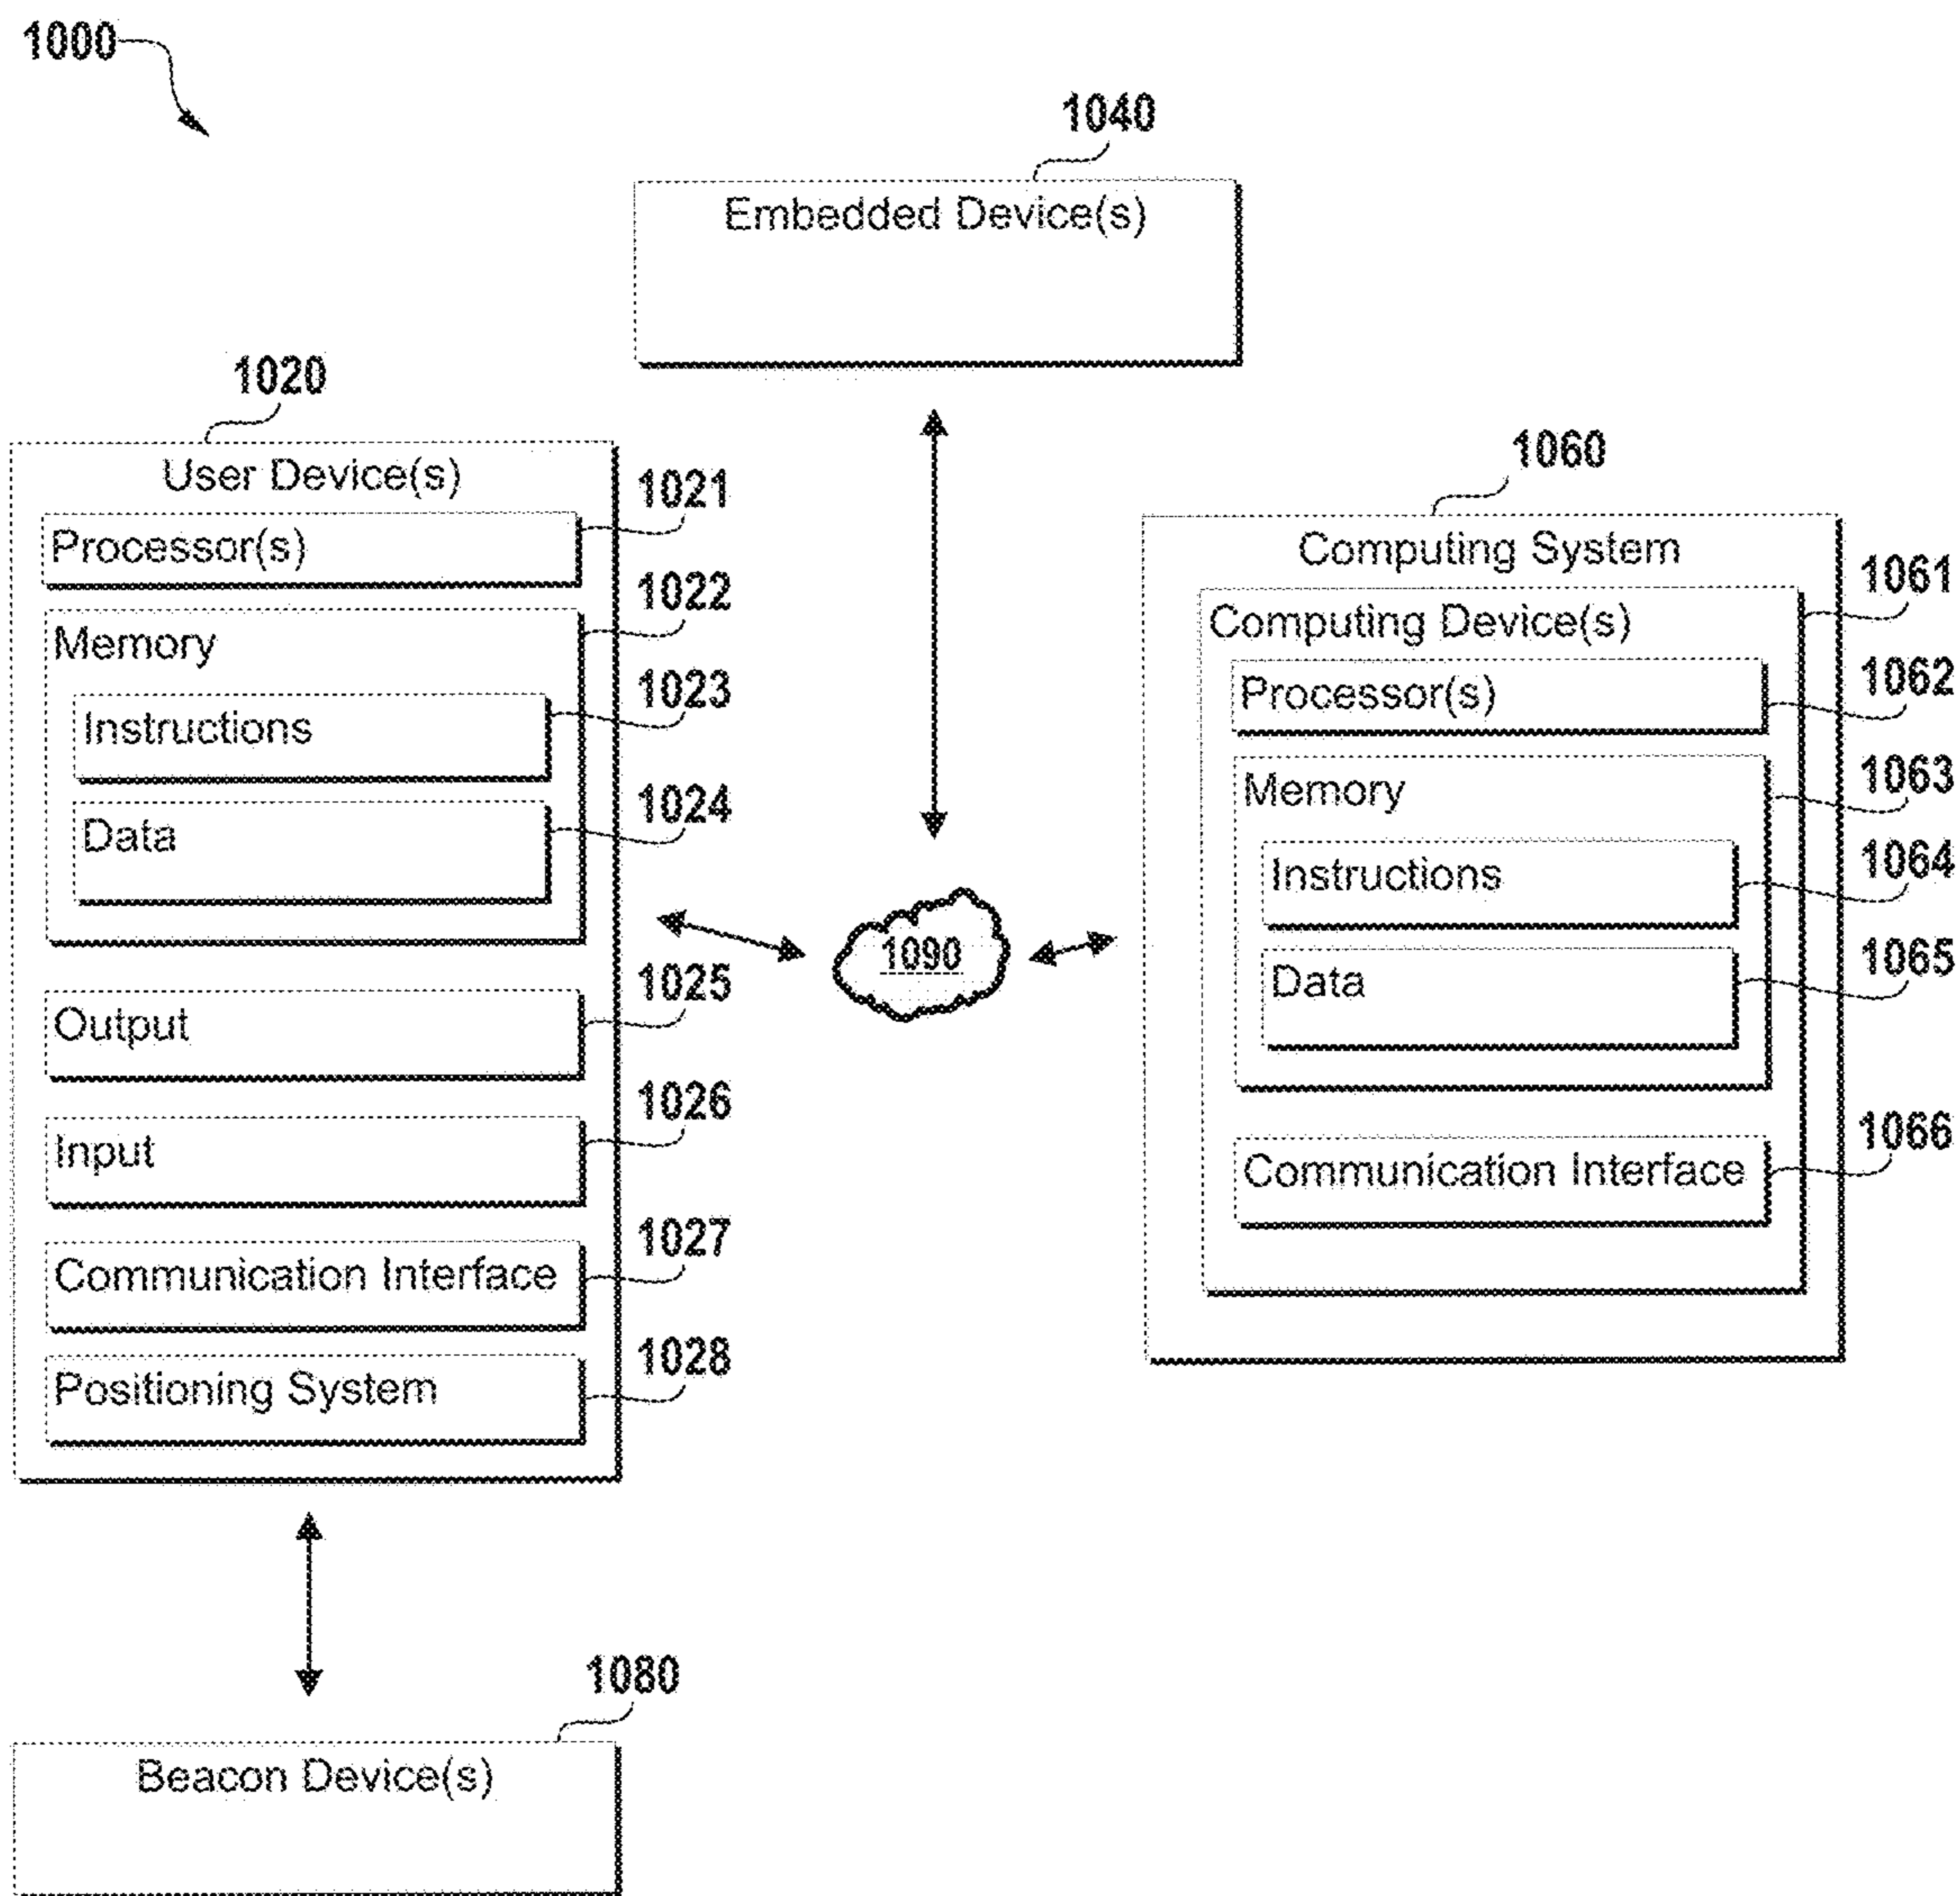 1000
1040
Embedded Device(s)
1020
User Device(s)
1021
Processor(s)
1022
Memory
1023
Instructions
1024
Data
1025
Output
1026
Input
1027
Communication Interface
1028
Positioning System
1090
1060
Computing System
1061
Computing Device(s)
1062
Processor(s)
1063
Memory
1064
Instructions
1065
Data
1066
Communication Interface
1080
Beacon Device(s)